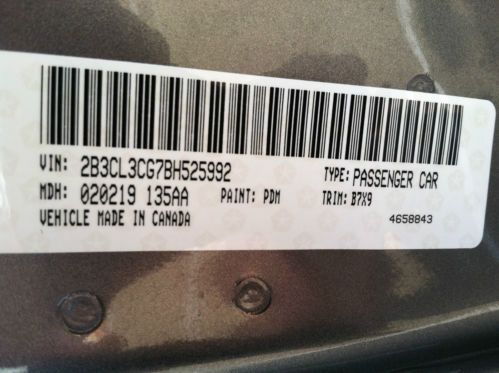 VIN: 2B3CL3CG7BH525992 TYPE: PASSENGER CAR
MDH: 020219 135AA PAINT: PDM TRIM: B7X9
VEHICLE MADE IN CANADA 4658843